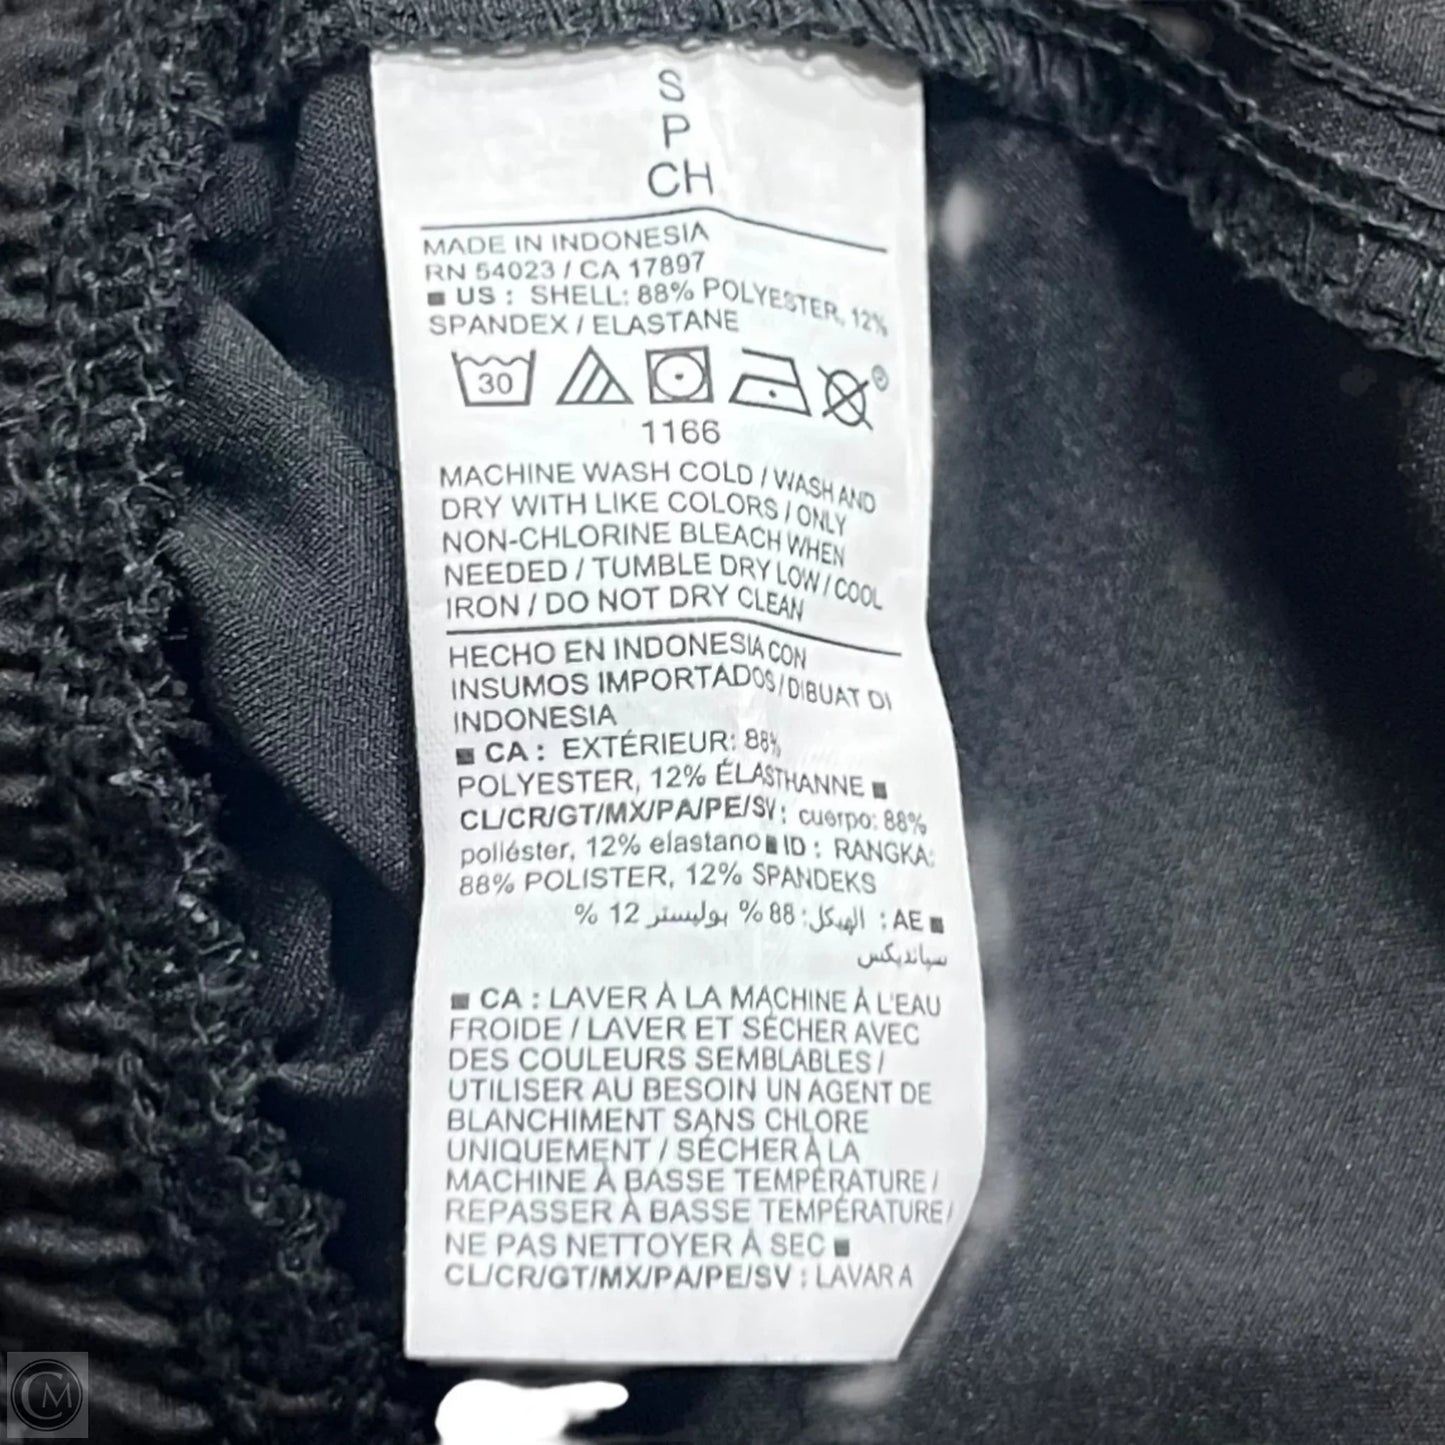 S
P
CH
MADE IN INDONESIA
RN 54023 / CA 17897
■ US : SHELL: 88% POLYESTER, 12%
SPANDEX / ELASTANE
30
P
1166
MACHINE WASH COLD / WASH AND
DRY WITH LIKE COLORS / ONLY
NON-CHLORINE BLEACH WHEN
NEEDED / TUMBLE DRY LOW / COOL
IRON / DO NOT DRY CLEAN
HECHO EN INDONESIA CON
INSUMOS IMPORTADOS / DIBUAT DI
INDONESIA
■ CA : EXTÉRIEUR: 88%
POLYESTER, 12% ÉLASTHANNE ■
CL/CR/GT/MX/PA/PE/SV : cuerpo: 88%
poliéster, 12% elastano ■ ID : RANGKA:
88% POLISTER, 12% SPANDEKS
■ AE : الهيكل: 88 % بوليستر 12 %
سباندیکس
■ CA : LAVER À LA MACHINE À L'EAU
FROIDE / LAVER ET SÉCHER AVEC
DES COULEURS SEMBLABLES /
UTILISER AU BESOIN UN AGENT DE
BLANCHIMENT SANS CHLORE
UNIQUEMENT / SÉCHER À LA
MACHINE À BASSE TEMPÉRATURE /
REPASSER À BASSE TEMPÉRATURE /
NE PAS NETTOYER À SEC ■
CL/CR/GT/MX/PA/PE/SV : LAVAR A
CM